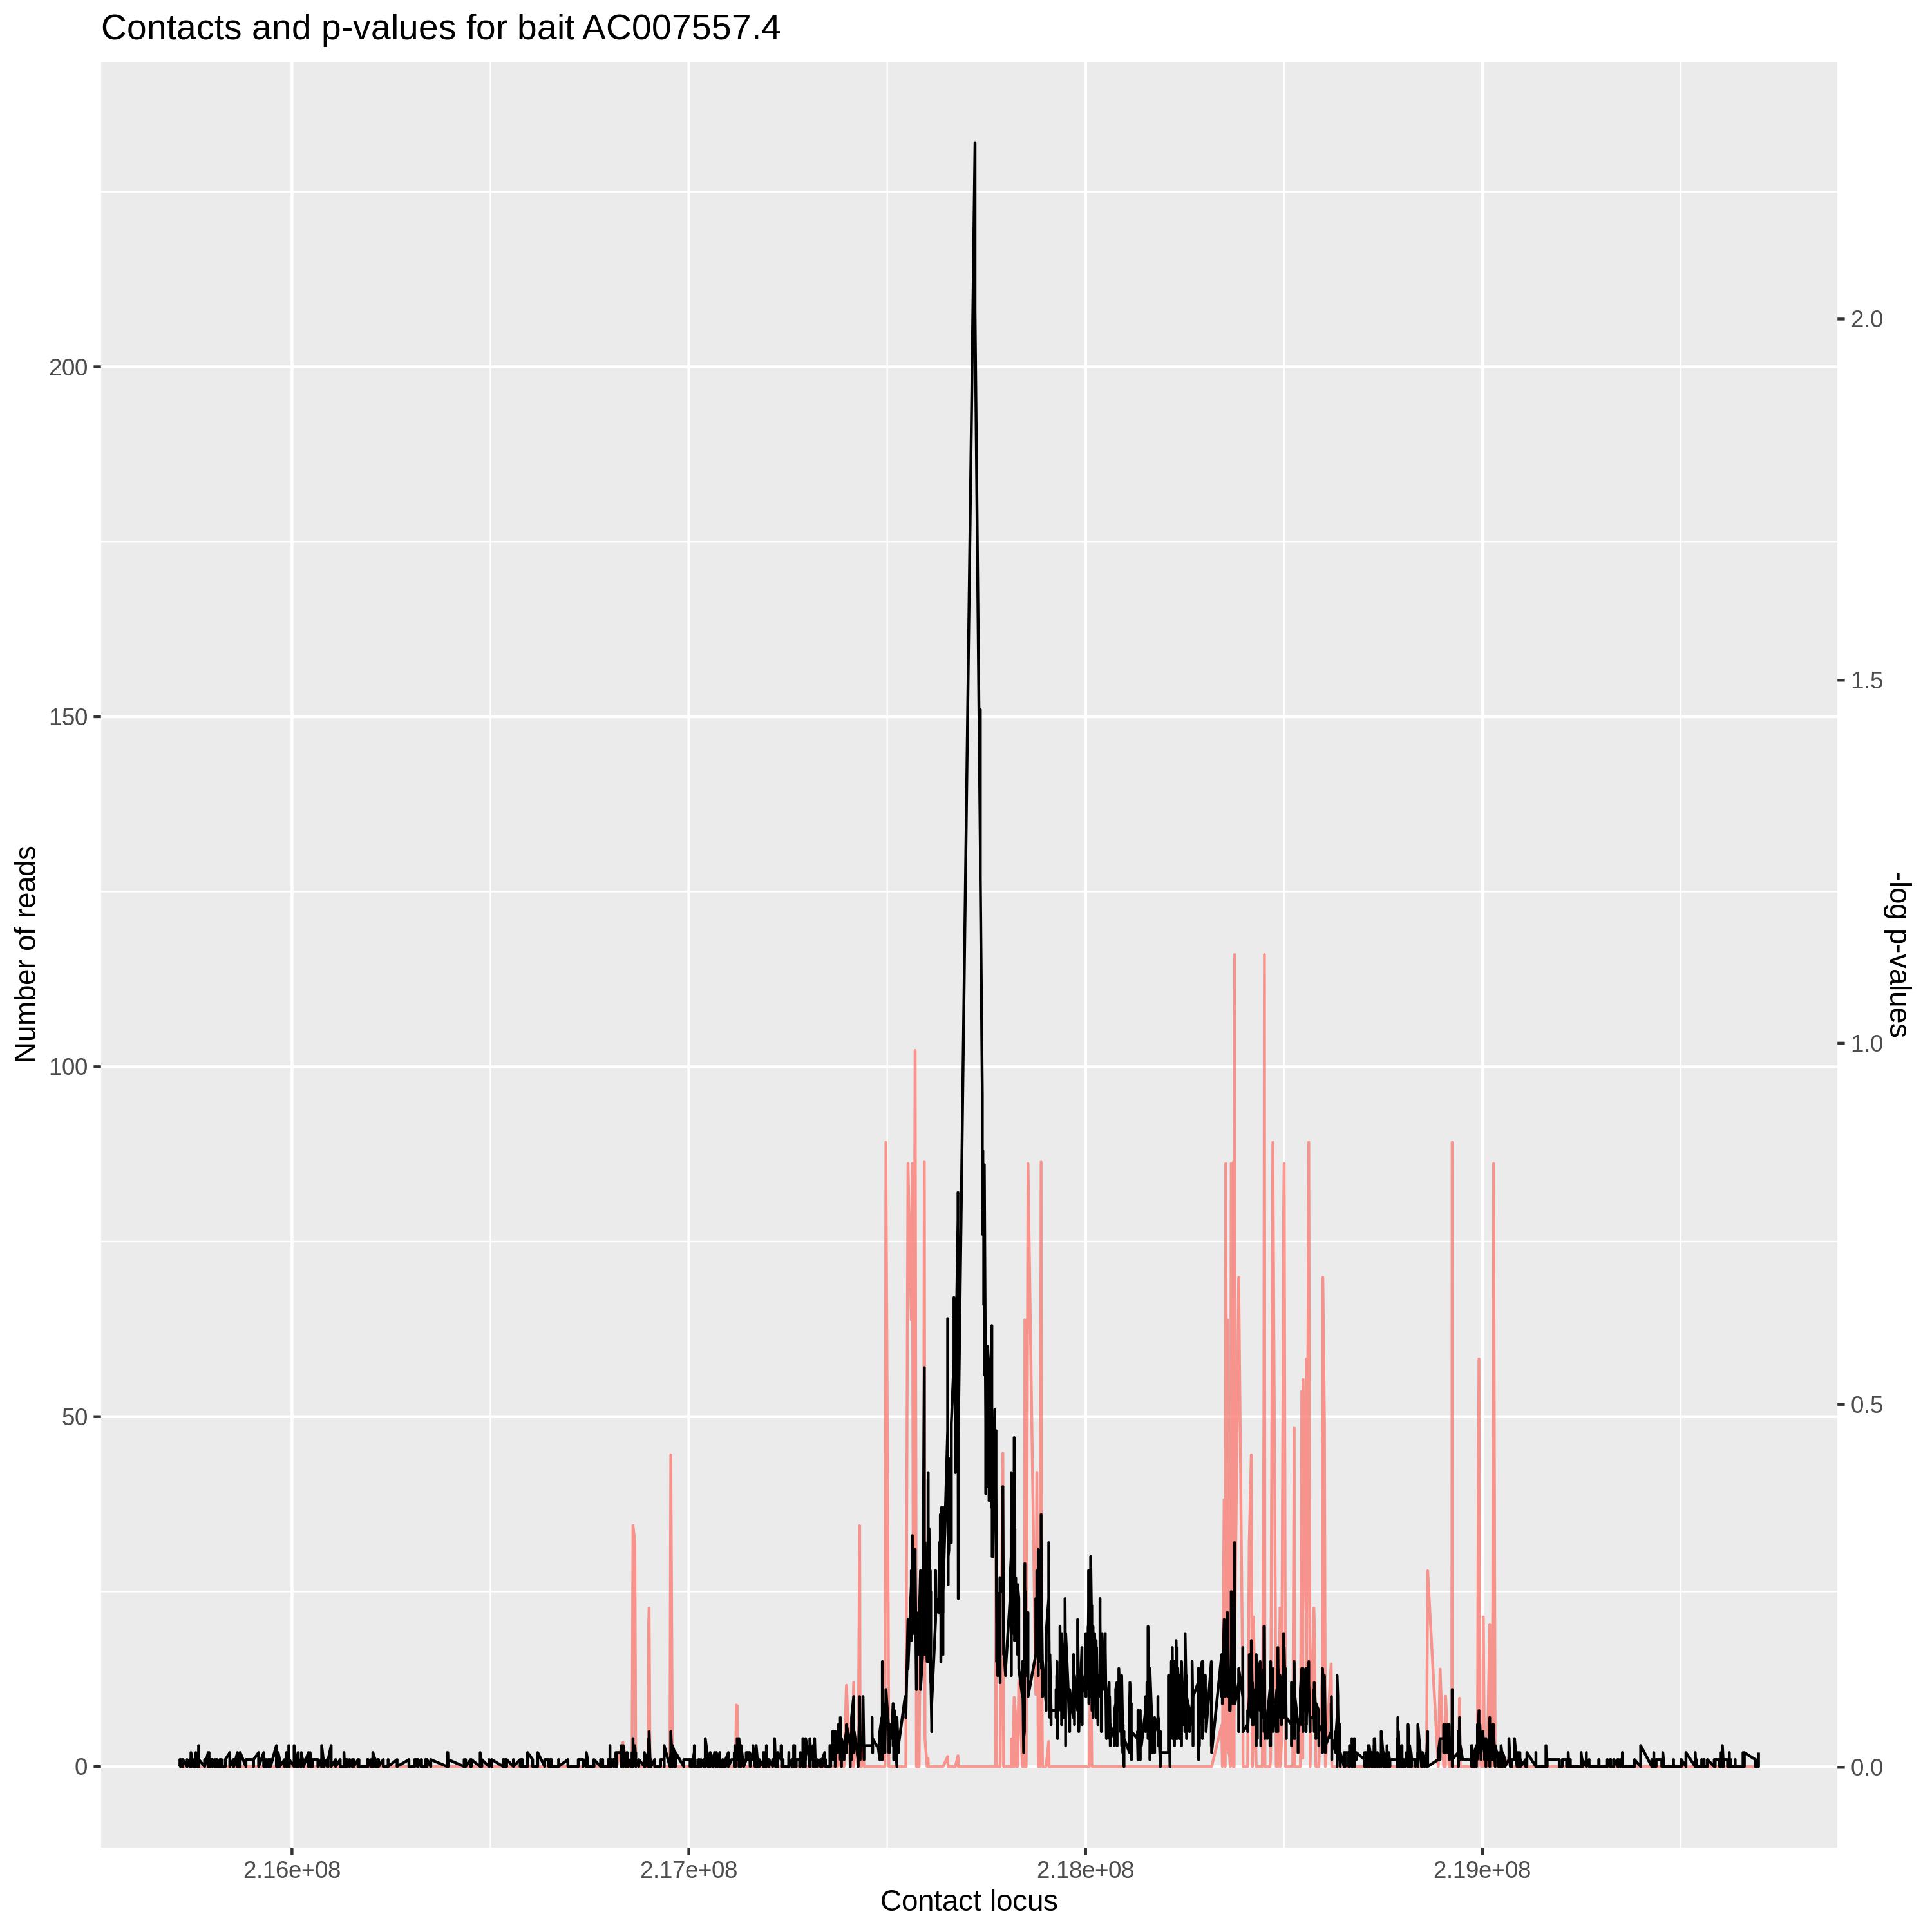 Contacts and p-values for bait AC007557.4
Number of reads
200
150
100
50
0
2.0
1.5
1.0
0.5
0.0
-log p-values
2.16e+08
2.17e+08
2.18e+08
2.19e+08
Contact locus